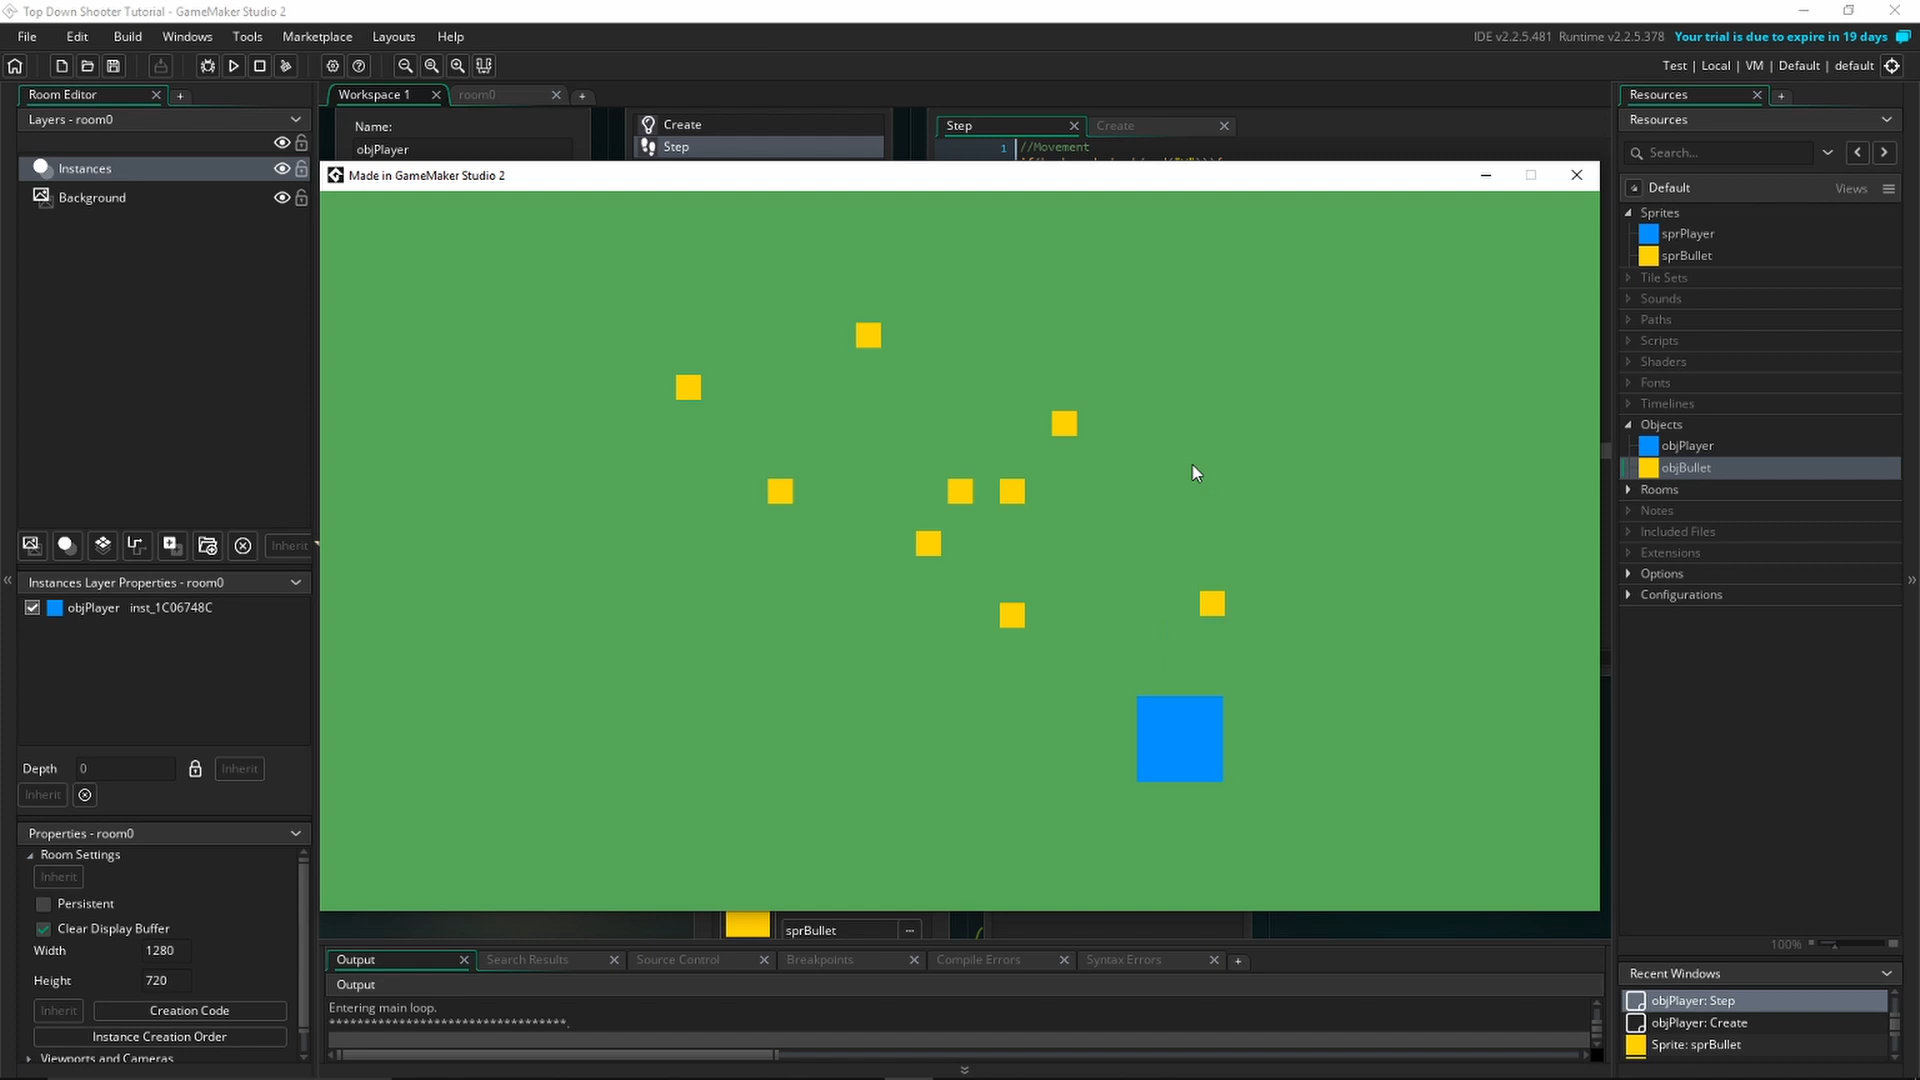 Top Down Shooter Tutorial - GameMaker Studio 2
File Edit Build Windows Tools Marketplace Layouts Help
IDE v2.2.5.481 Runtime v2.2.5.378 Your trial is due to expire in 19 days
Test | Local | VM | Default | default
Room Editor
Layers - room0
Instances
Background
Inherit
Instances Layer Properties - room0
objPlayer inst_1C06748C
Depth 0 Inherit
Inherit
Properties - room0
Room Settings
Inherit
Persistent
Clear Display Buffer
Width 1280
Height 720
Inherit Creation Code
Instance Creation Order
Viewports and Cameras
Workspace 1 room0
Name:
objPlayer
Create
Step
Step Create
1 //Movement
Made in GameMaker Studio 2
sprBullet
Output Search Results Source Control Breakpoints Compile Errors Syntax Errors
Output
Entering main loop.
**********************************.
Resources
Resources
Search...
Default Views
Sprites
sprPlayer
sprBullet
Tile Sets
Sounds
Paths
Scripts
Shaders
Fonts
Timelines
Objects
objPlayer
objBullet
Rooms
Notes
Included Files
Extensions
Options
Configurations
100%
Recent Windows
objPlayer: Step
objPlayer: Create
Sprite: sprBullet